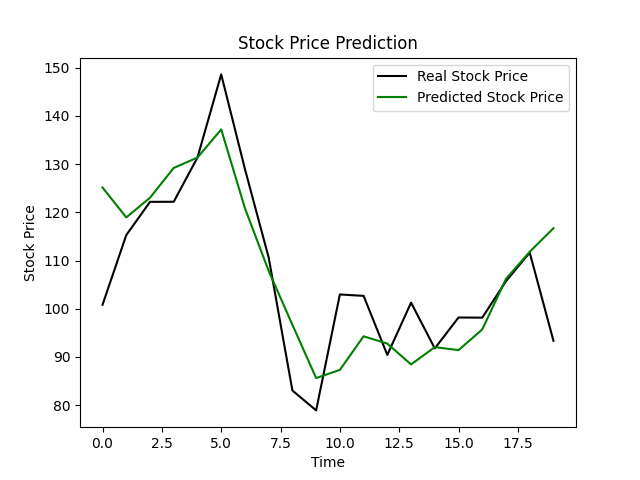 Stock Price Prediction
Real Stock Price
Predicted Stock Price
Stock Price
150
140
130
120
110
100
90
80
0.0 2.5 5.0 7.5 10.0 12.5 15.0 17.5
Time